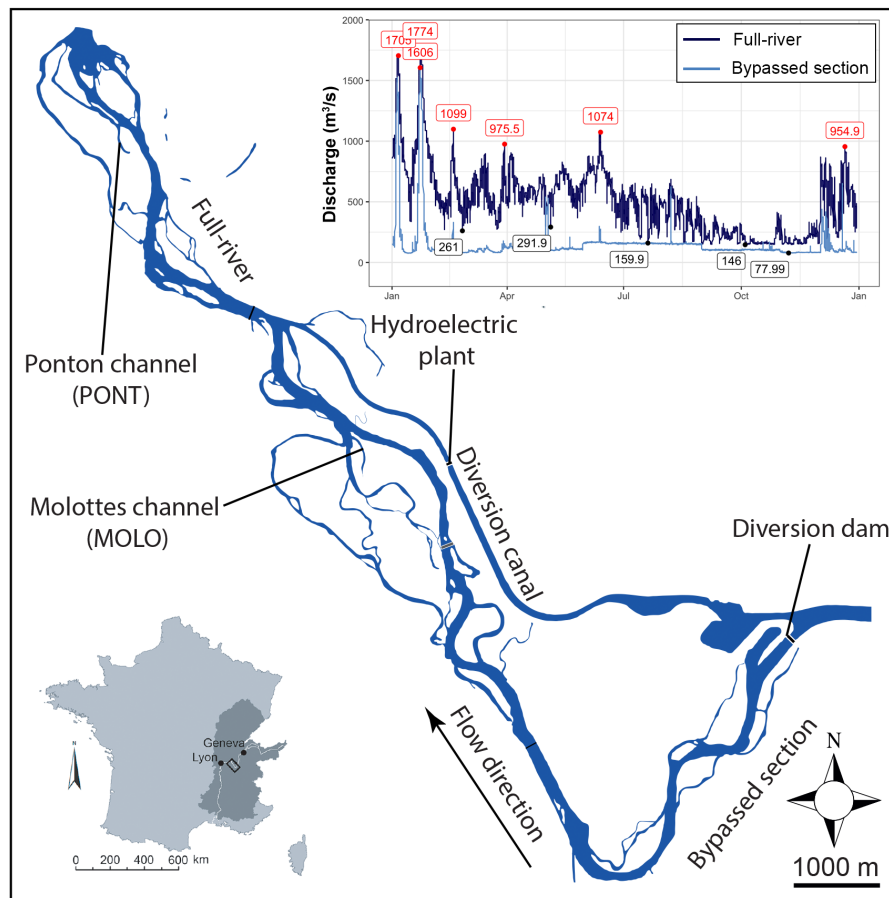 2000
1500
1000
500
0
Discharge (m³/s)
Jan
Apr
Jul
Oct
Jan
Full-river
Bypassed section
1774
1606
1099
975.5
1074
954.9
261
291.9
159.9
146
77.99
Full-river
Hydroelectric
plant
Ponton channel
(PONT)
Molottes channel
(MOLO)
Diversion canal
Diversion dam
Flow direction
Bypassed section
Geneva
Lyon
N
N
0 200 400 600 km
1000 m